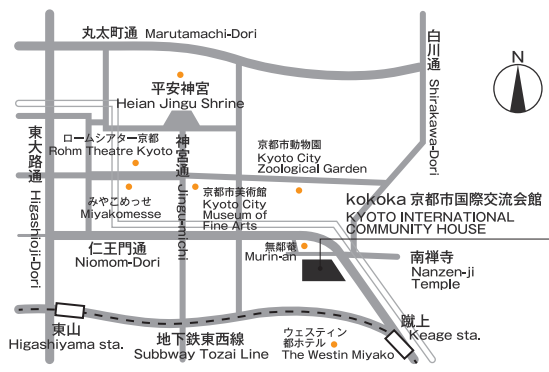 丸太町通 Marutamachi-Dori
白川通 Shirakawa-Dori
N
平安神宮
Heian Jingu Shrine
東大路通 Higashioji-Dori
ロームシアター京都
Rohm Theatre Kyoto
神宮通 Jingu-michi
京都市動物園
Kyoto City
Zoological Garden
みやこめっせ
Miyakomesse
京都市美術館
Kyoto City
Museum of
Fine Arts
kokoka 京都市国際交流会館
KYOTO INTERNATIONAL
COMMUNITY HOUSE
仁王門通
Niomom-Dori
無鄰菴
Murin-an
南禅寺
Nanzen-ji
Temple
東山
Higashiyama sta.
地下鉄東西線
Subbway Tozai Line
ウェスティン
都ホテル
The Westin Miyako
蹴上
Keage sta.